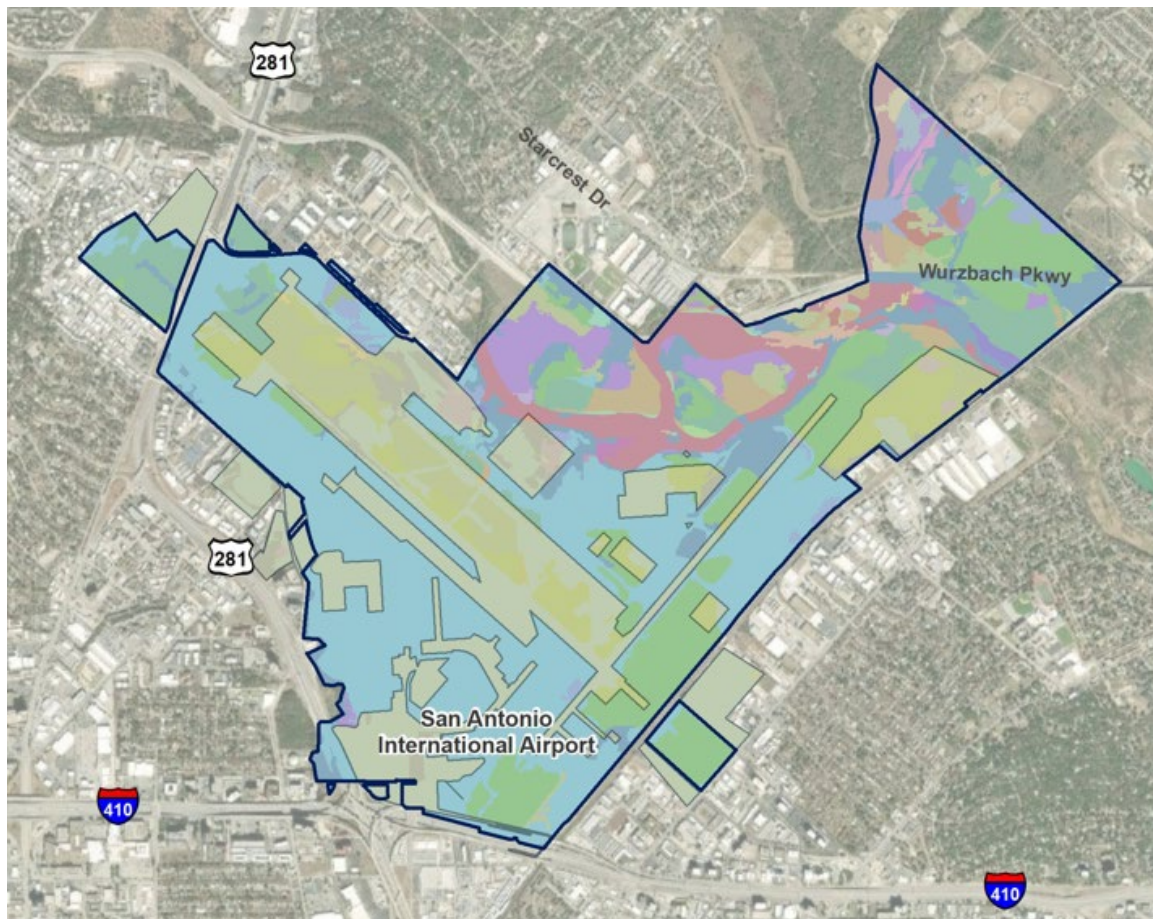 281
Starcrest Dr
Wurzbach Pkwy
281
San Antonio
International Airport
410
410